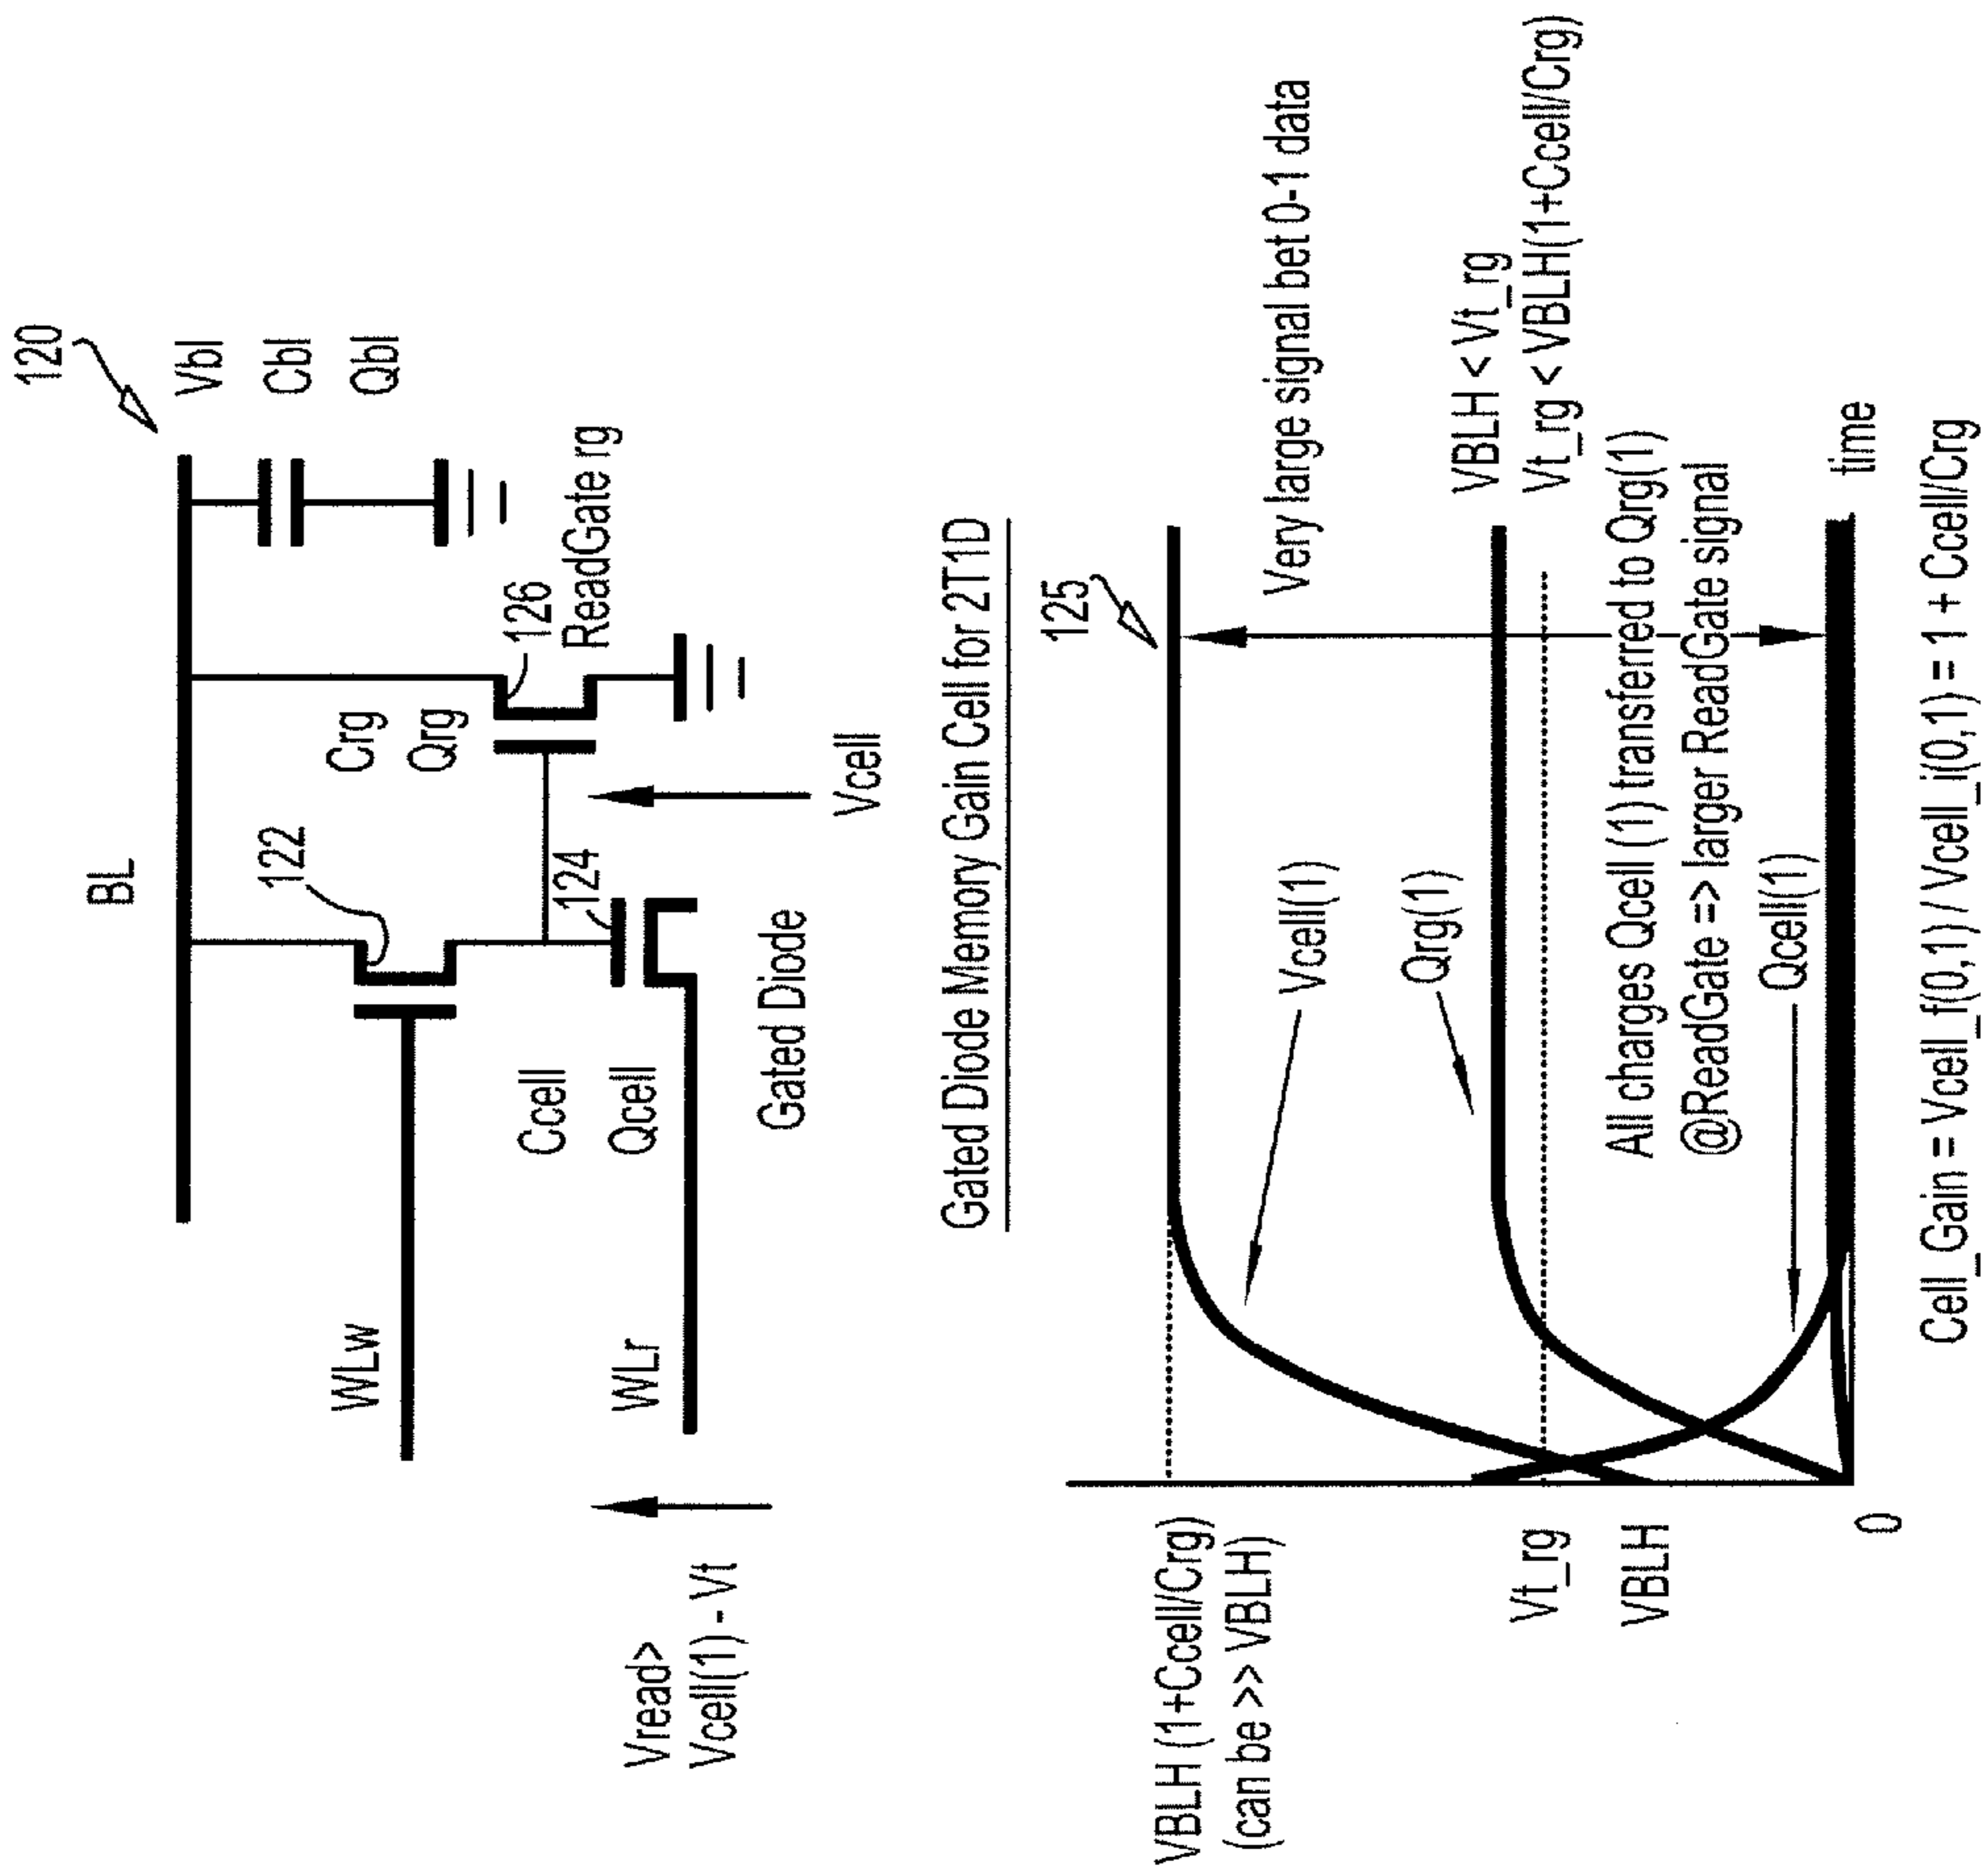 120
BL
Vbl
Cbl
Qbl
122
WLw
Crg
Qrg
126
ReadGate rg
Ccell
124
Qcell
WLr
Vread>
Vcell(1) - Vt
Gated Diode
Vcell
Gated Diode Memory Gain Cell for 2T1D
125
VBLH (1+Ccell/Crg)
(can be >> VBLH)
Very large signal bet 0-1 data
Vcell(1)
Qrg(1)
VBLH < Vt_rg
Vt_rg < VBLH(1+Ccell/Crg)
Vt_rg
VBLH
All charges Qcell (1) transferred to Qrg(1)
@ReadGate => larger ReadGate signal
Qcell(1)
time
0
Cell_Gain = Vcell_f(0,1) / Vcell_i(0,1) = 1 + Ccell/Crg